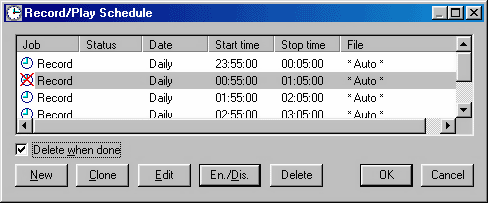 Record/Play Schedule
Job Status Date Start time Stop time File
Record Daily 23:55:00 00:05:00 * Auto *
Record Daily 00:55:00 01:05:00 * Auto *
Record Daily 01:55:00 02:05:00 * Auto *
Record Daily 02:55:00 03:05:00 * Auto *
Delete when done
New Clone Edit En./Dis. Delete OK Cancel